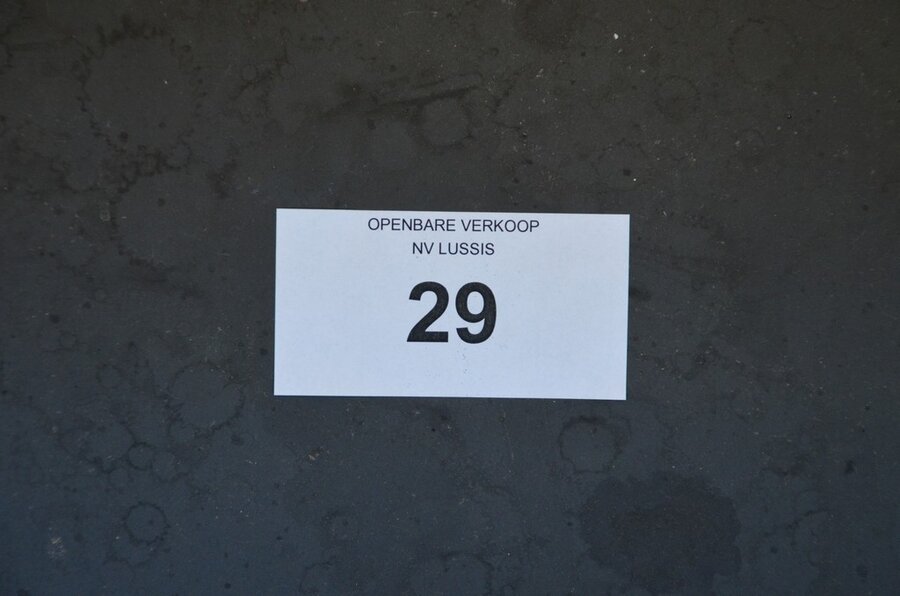 OPENBARE VERKOOP
NV LUSSIS
29